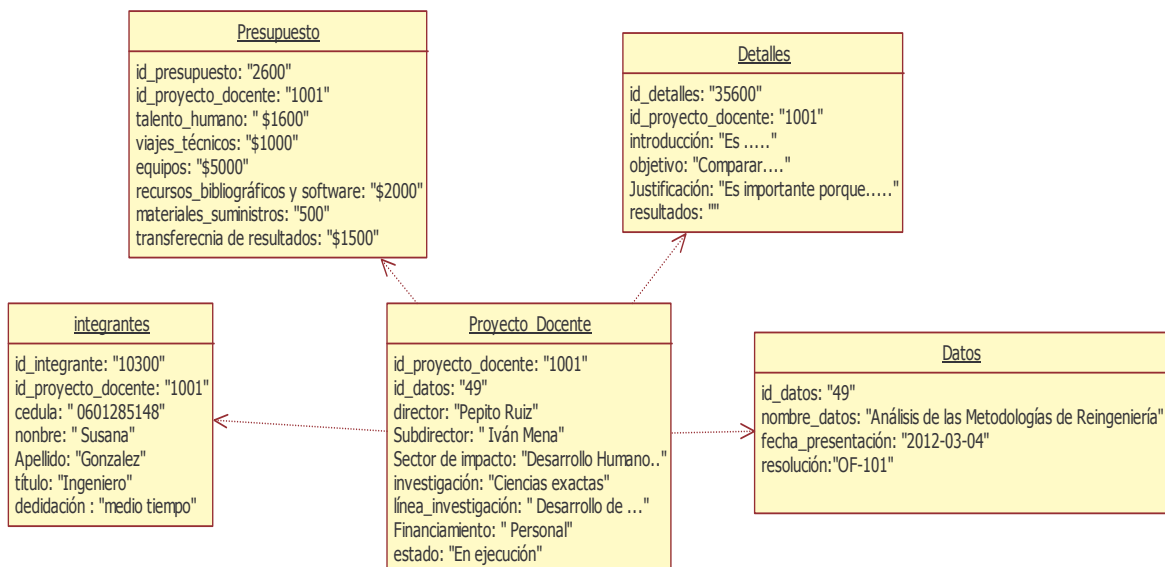 Presupuesto
id_presupuesto: "2600"
id_proyecto_docente: "1001"
talento_humano: " $1600"
viajes_técnicos: "$1000"
equipos: "$5000"
recursos_bibliográficos y software: "$2000"
materiales_suministros: "500"
transferecnia de resultados: "$1500"
Detalles
id_detalles: "35600"
id_proyecto_docente: "1001"
introducción: "Es ....."
objetivo: "Comparar...."
Justificación: "Es importante porque....."
resultados: ""
integrantes
id_integrante: "10300"
id_proyecto_docente: "1001"
cedula: " 0601285148"
nonbre: " Susana"
Apellido: "Gonzalez"
título: "Ingeniero"
dedidación : "medio tiempo"
Proyecto_Docente
id_proyecto_docente: "1001"
id_datos: "49"
director: "Pepito Ruiz"
Subdirector: " Iván Mena"
Sector de impacto: "Desarrollo Humano.."
investigación: "Ciencias exactas"
línea_investigación: " Desarrollo de ..."
Financiamiento: " Personal"
estado: "En ejecución"
Datos
id_datos: "49"
nombre_datos: "Análisis de las Metodologías de Reingeniería"
fecha_presentación: "2012-03-04"
resolución:"OF-101"